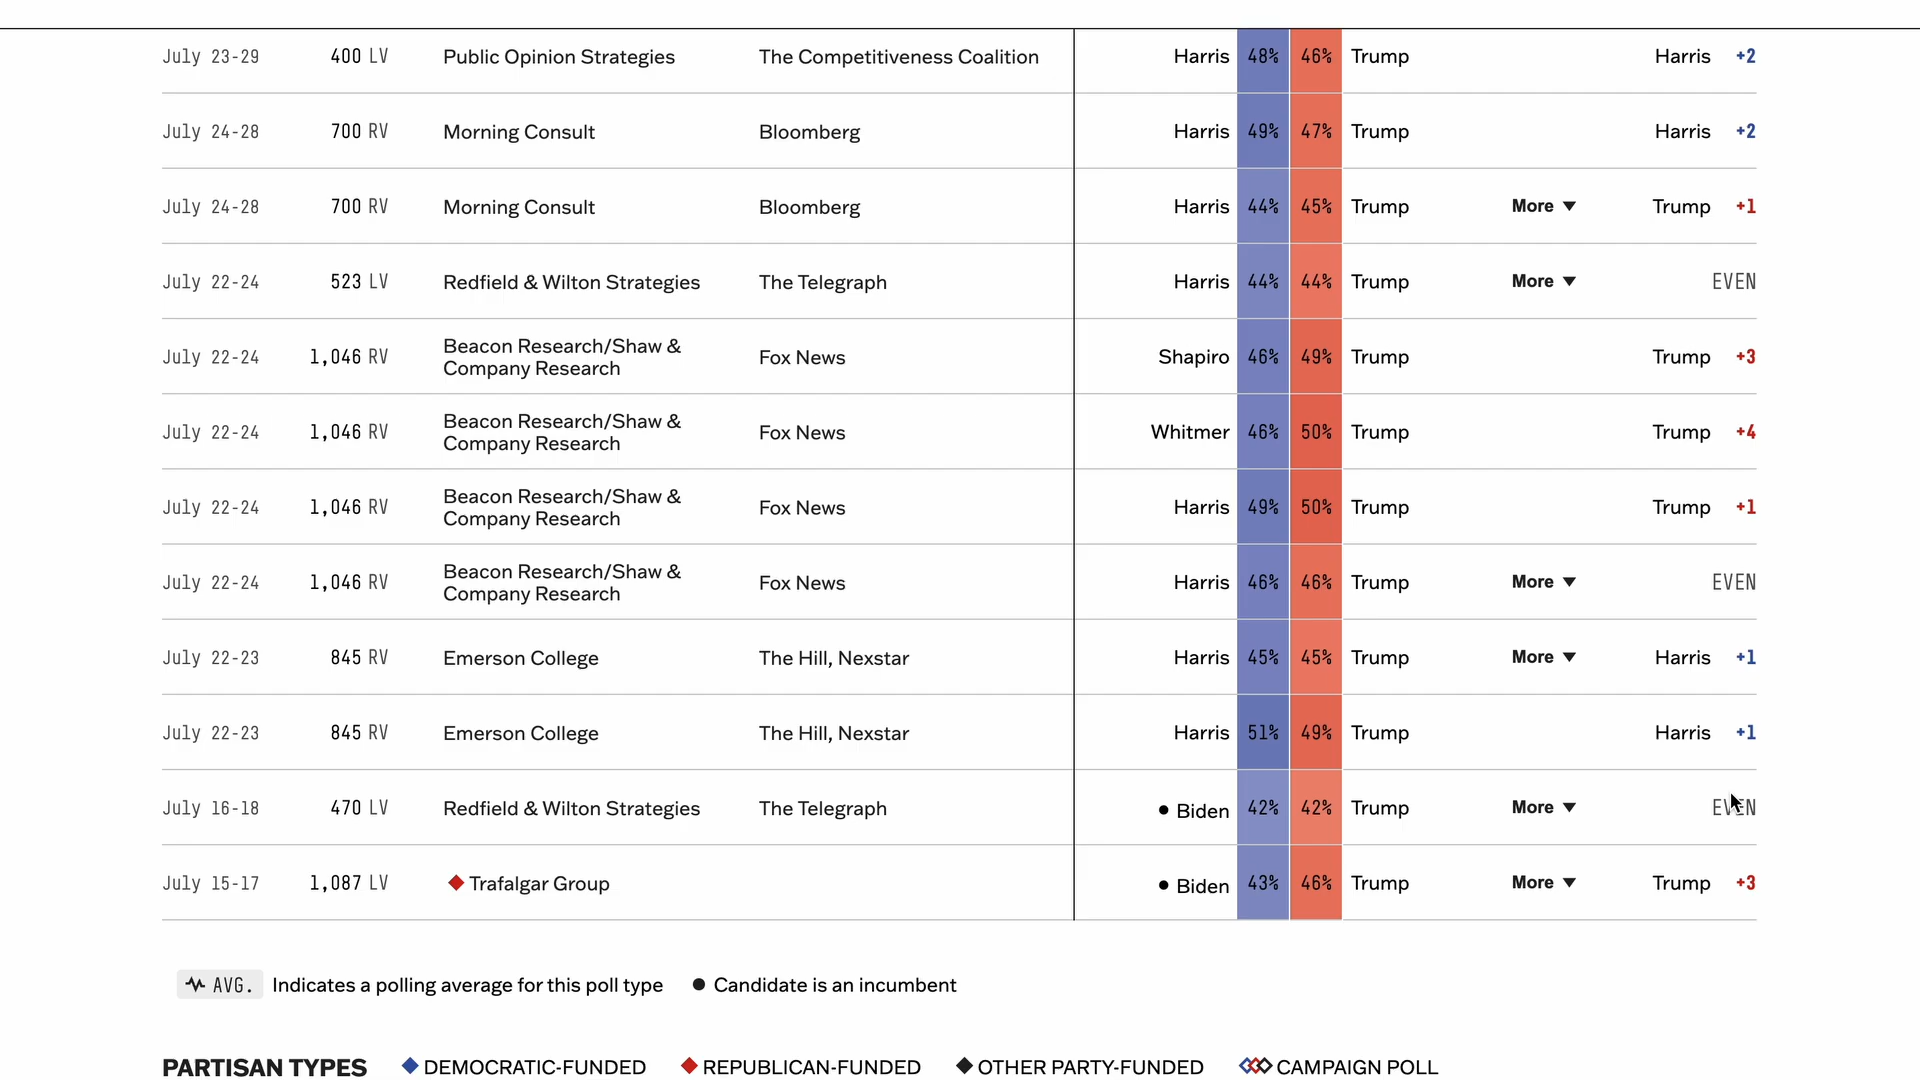 July 23-29 400 LV Public Opinion Strategies The Competitiveness Coalition Harris 48% 46% Trump Harris +2
July 24-28 700 RV Morning Consult Bloomberg Harris 49% 47% Trump Harris +2
July 24-28 700 RV Morning Consult Bloomberg Harris 44% 45% Trump More ▼ Trump +1
July 22-24 523 LV Redfield & Wilton Strategies The Telegraph Harris 44% 44% Trump More ▼ EVEN
July 22-24 1,046 RV Beacon Research/Shaw &
Company Research Fox News Shapiro 46% 49% Trump Trump +3
July 22-24 1,046 RV Beacon Research/Shaw &
Company Research Fox News Whitmer 46% 50% Trump Trump +4
July 22-24 1,046 RV Beacon Research/Shaw &
Company Research Fox News Harris 49% 50% Trump Trump +1
July 22-24 1,046 RV Beacon Research/Shaw &
Company Research Fox News Harris 46% 46% Trump More ▼ EVEN
July 22-23 845 RV Emerson College The Hill, Nexstar Harris 45% 45% Trump More ▼ Harris +1
July 22-23 845 RV Emerson College The Hill, Nexstar Harris 51% 49% Trump Harris +1
July 16-18 470 LV Redfield & Wilton Strategies The Telegraph ● Biden 42% 42% Trump More ▼ EVEN
July 15-17 1,087 LV ◆ Trafalgar Group ● Biden 43% 46% Trump More ▼ Trump +3
AVG. Indicates a polling average for this poll type ● Candidate is an incumbent
PARTISAN TYPES ◆ DEMOCRATIC-FUNDED ◆ REPUBLICAN-FUNDED ◆ OTHER PARTY-FUNDED CAMPAIGN POLL